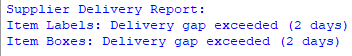 Supplier Delivery Report:
Item Labels: Delivery gap exceeded (2 days)
Item Boxes: Delivery gap exceeded (2 days)